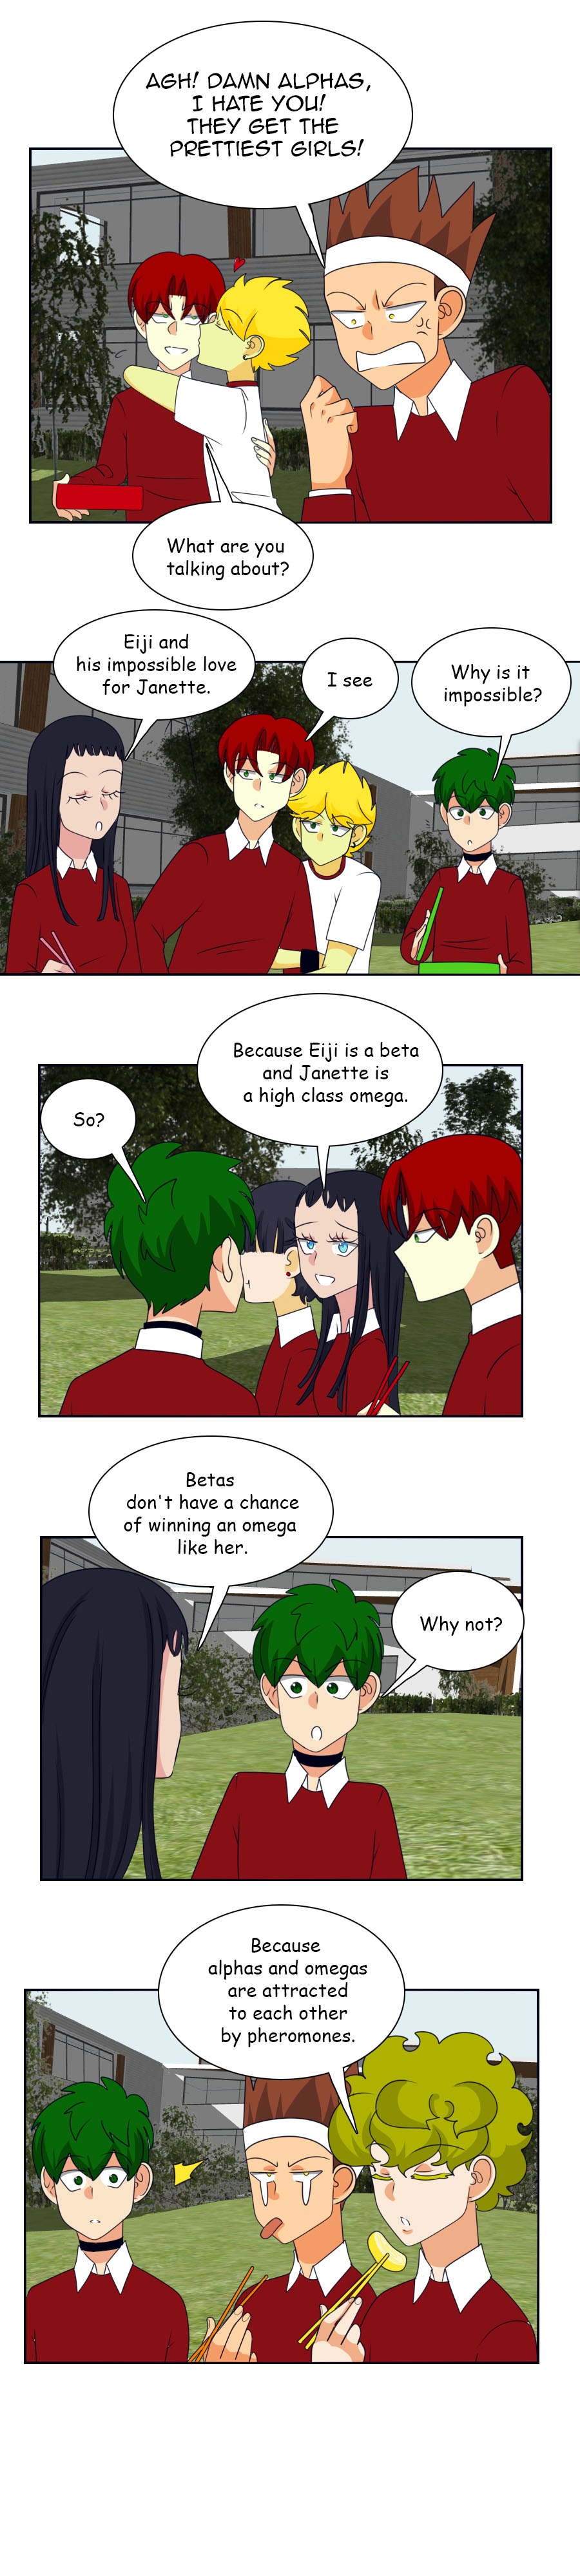 AGH! DAMN ALPHAS,
I HATE YOU!
THEY GET THE
PRETTIEST GIRLS!
What are you
talking about?
Eiji and
his impossible love
for Janette.
I see
Why is it
impossible?
Because Eiji is a beta
and Janette is
a high class omega.
So?
Betas
don't have a chance
of winning an omega
like her.
Why not?
Because
alphas and omegas
are attracted
to each other
by pheromones.